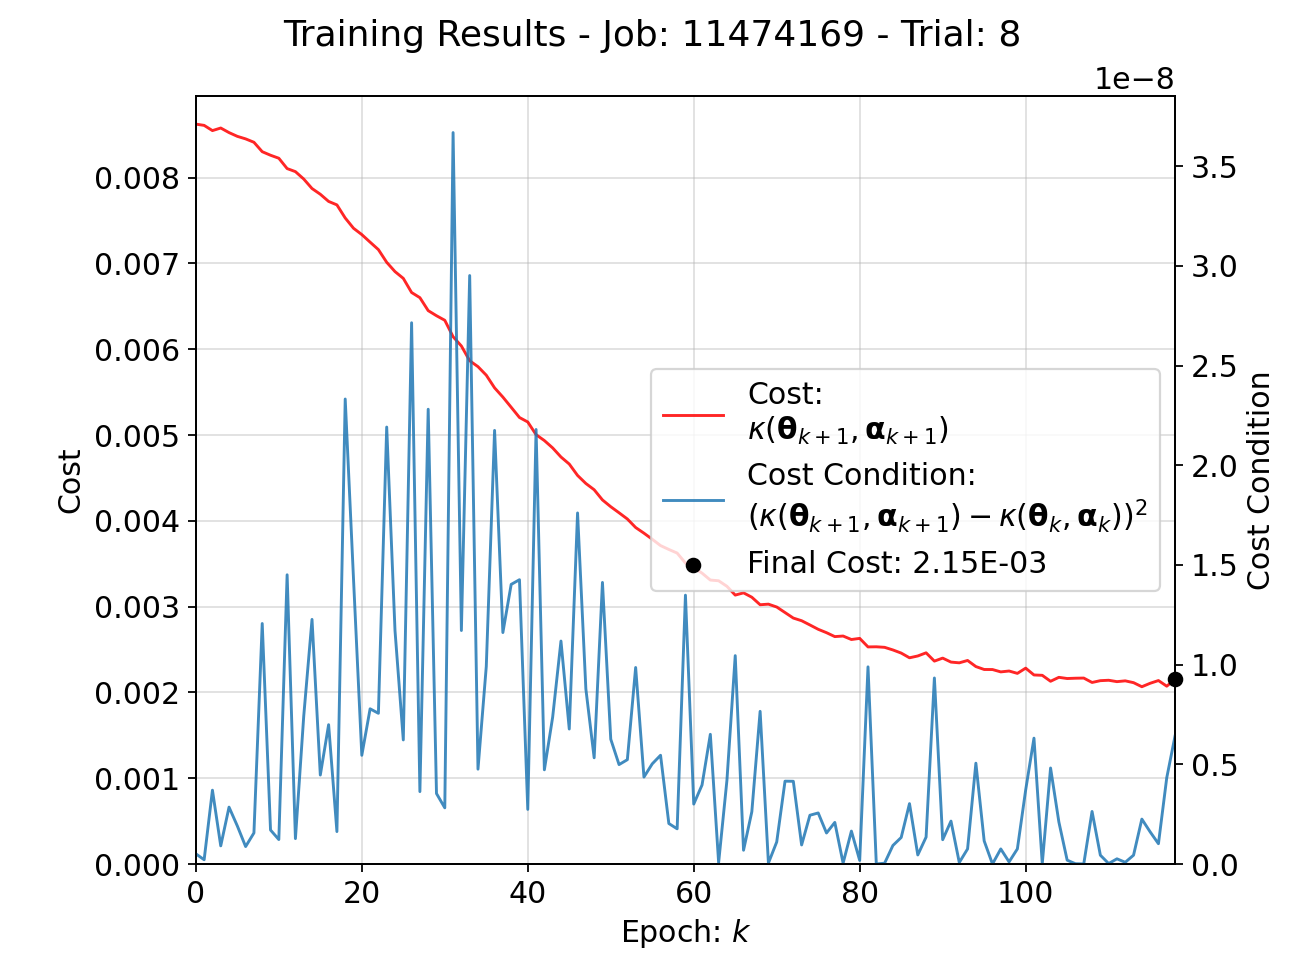 Training Results - Job: 11474169 - Trial: 8
1e−8
0.008
0.007
0.006
0.005
0.004
0.003
0.002
0.001
0.000
Cost
3.5
3.0
2.5
2.0
1.5
1.0
0.5
0.0
Cost Condition
Cost:
κ(θ_{k+1}, α_{k+1})
Cost Condition:
(κ(θ_{k+1}, α_{k+1}) − κ(θ_k, α_k))²
Final Cost: 2.15E-03
0 20 40 60 80 100
Epoch: k